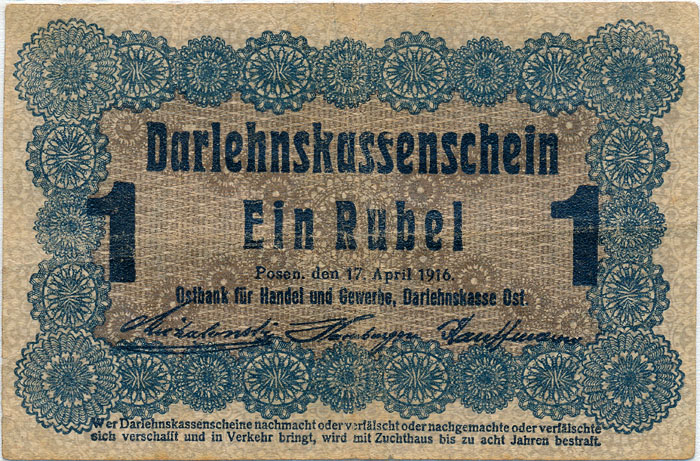 Darlehnskassenschein
1 Ein Rubel 1
Posen, den 17. April 1916.
Ostbank für Handel und Gewerbe, Darlehnskasse Ost.
Wer Darlehnskassenscheine nachmacht oder verfälscht oder nachgemachte oder verfälschte
sich verschafft und in Verkehr bringt, wird mit Zuchthaus bis zu acht Jahren bestraft.